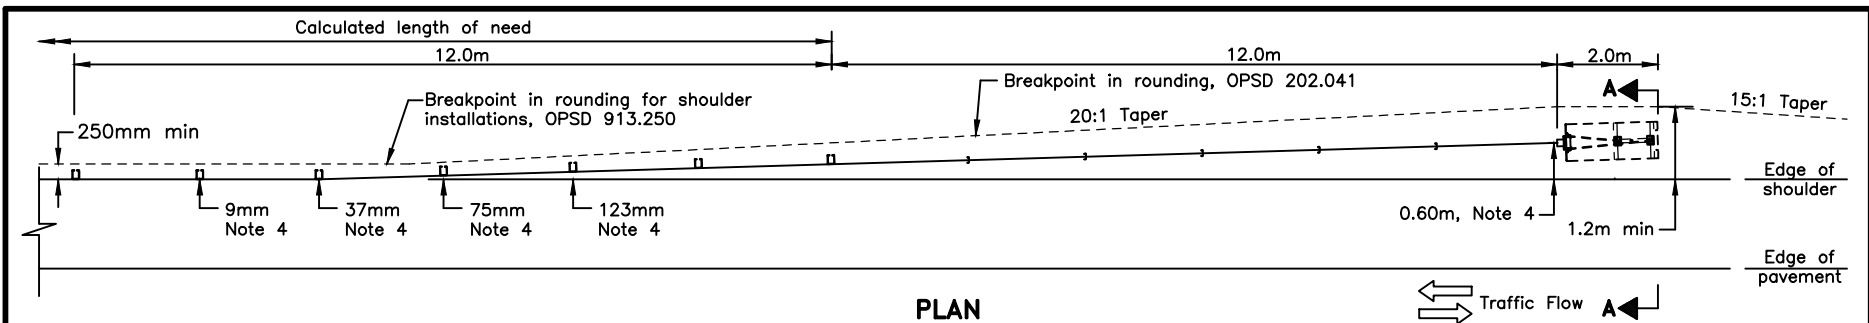 Calculated length of need
12.0m
12.0m
2.0m
Breakpoint in rounding for shoulder
installations, OPSD 913.250
Breakpoint in rounding, OPSD 202.041
20:1 Taper
A
15:1 Taper
250mm min
Edge of
shoulder
9mm
Note 4
37mm
Note 4
75mm
Note 4
123mm
Note 4
0.60m, Note 4
1.2m min
Edge of
pavement
PLAN
Traffic Flow
A